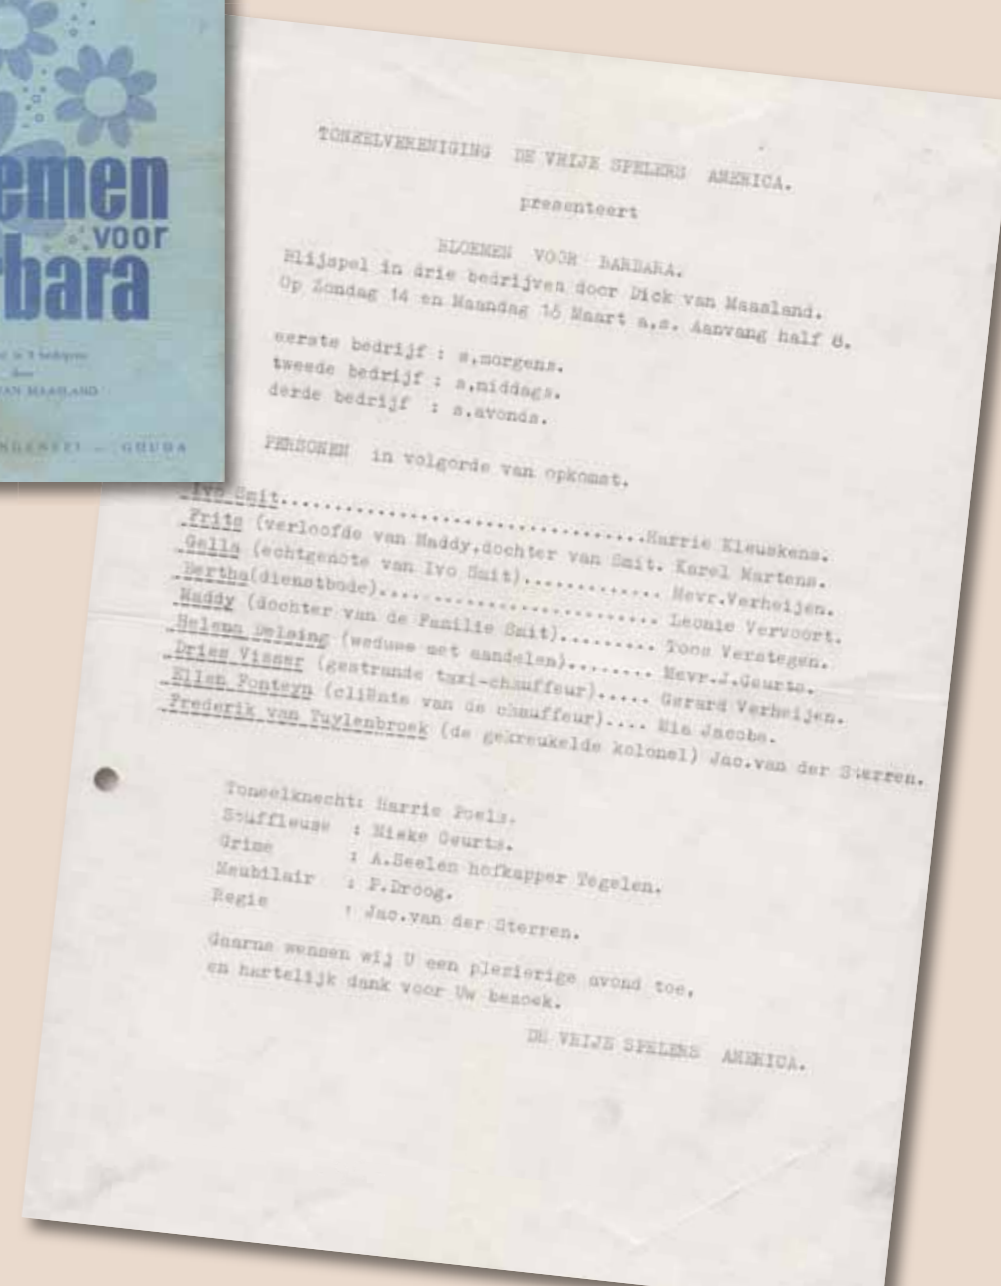 emen
voor
bara
VAN MAASLAND
GOUDA
TONEELVERENIGING DE VRIJE SPELERS AMERICA.
presenteert
BLOEMEN VOOR BARBARA.
Blijspel in drie bedrijven door Dick van Maasland.
Op Zondag 14 en Maandag 15 Maart a.s. Aanvang half 8.
eerste bedrijf : s,morgens.
tweede bedrijf : s,middags.
derde bedrijf : s.avonds.
PERSONEN in volgorde van opkomst.
Ivo Smit................................Harrie Kleuskens.
Frits (verloofde van Maddy,dochter van Smit. Karel Martens.
Gella (echtgenote van Ivo Smit)............ Mevr.Verheijen.
Bertha(dienstbode)......................... Leonie Vervoort.
Maddy (dochter van de Familie Smit)........ Toos Verstegen.
Helena Delsing (weduwe met aandelen)....... Mevr.J.Geurts.
Dries Visser (gestrande taxi-chauffeur)..... Gerard Verheijen.
Ellen Fonteyn (cliënte van de chauffeur).... Mia Jacobs.
Frederik van Tuylenbroek (de gekreukelde kolonel) Jac.van der Sterren.
Toneelknecht: Harrie Poels.
Souffleuse : Mieke Geurts.
Grime : A.Seelen hofkapper Tegelen.
Meubilair : P.Droog.
Regie : Jac.van der Sterren.
Gaarne wensen wij U een plezierige avond toe,
en hartelijk dank voor Uw bezoek.
DE VRIJE SPELERS AMERICA.